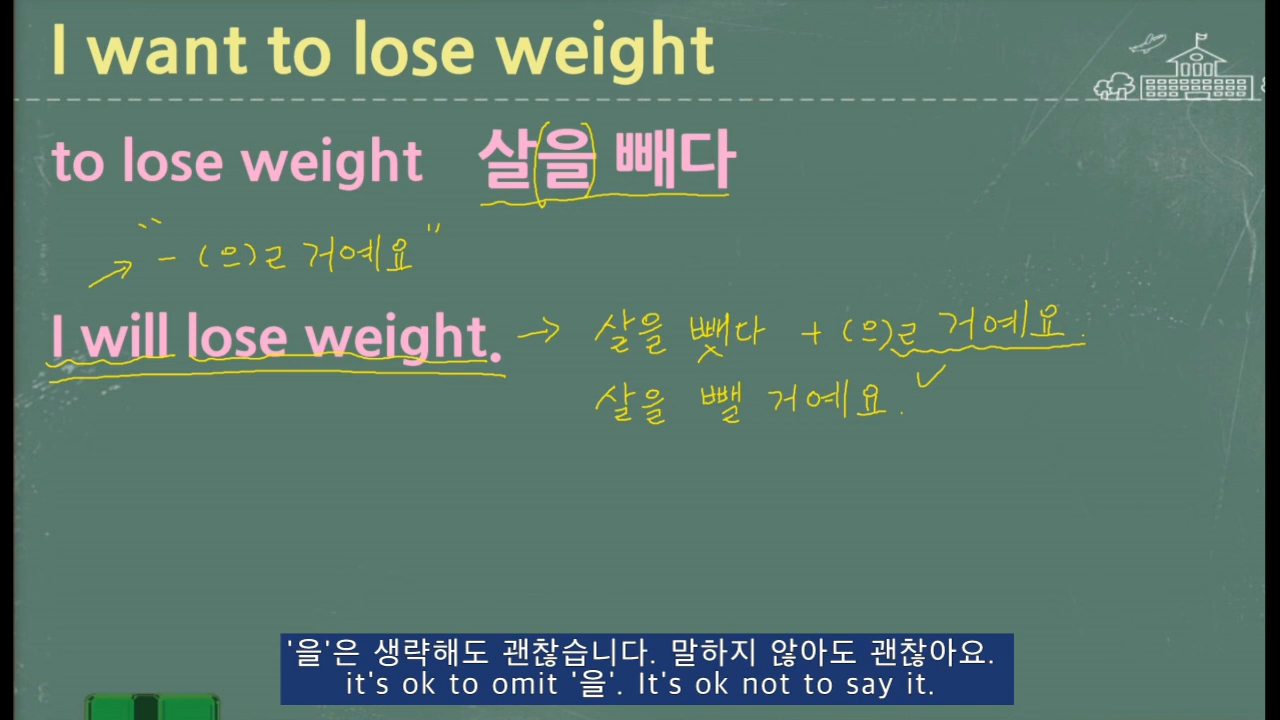 I want to lose weight
to lose weight 살을 빼다
"-(으)ㄹ 거예요"
I will lose weight. → 살을 빼다 + (으)ㄹ 거예요.
살을 뺄 거예요. ✓
'을'은 생략해도 괜찮습니다. 말하지 않아도 괜찮아요.
it's ok to omit '을'. It's ok not to say it.